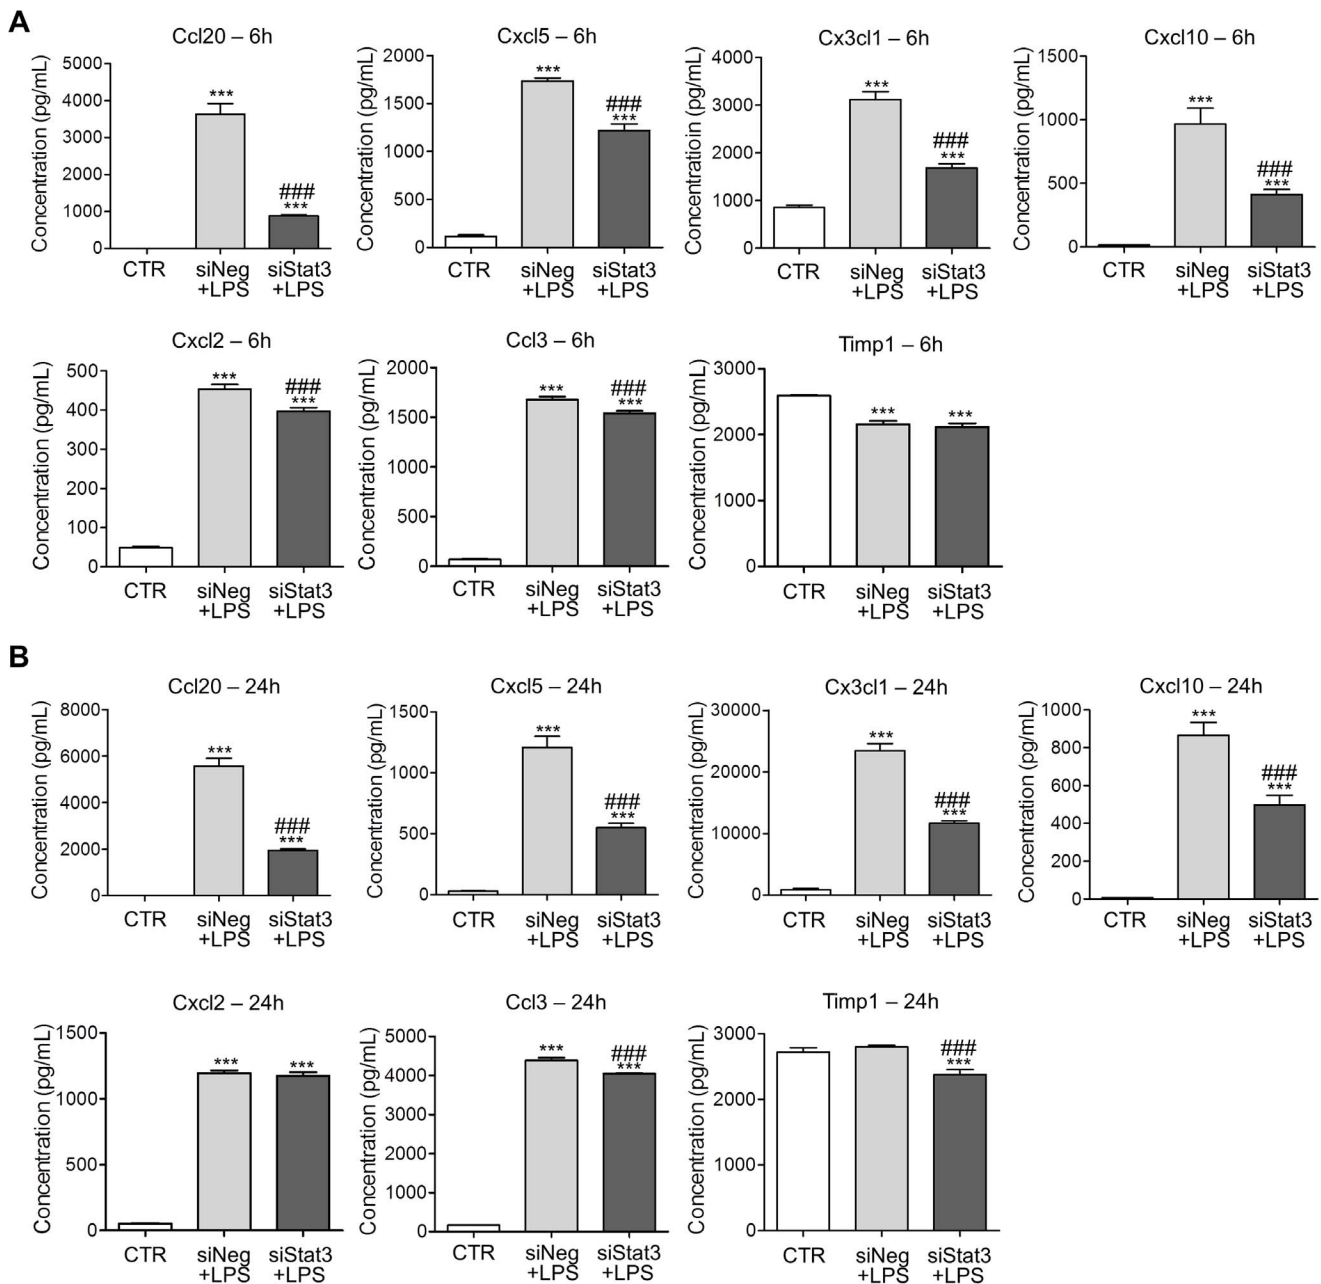 A
Ccl20 – 6h
Concentration (pg/mL)
5000
4000
3000
2000
1000
0
***
###
***
CTR
siNeg
+LPS
siStat3
+LPS
Cxcl5 – 6h
Concentration (pg/mL)
2000
1500
1000
500
0
***
###
***
CTR
siNeg
+LPS
siStat3
+LPS
Cx3cl1 – 6h
Concentratioin (pg/mL)
4000
3000
2000
1000
0
***
###
***
CTR
siNeg
+LPS
siStat3
+LPS
Cxcl10 – 6h
Concentration (pg/mL)
1500
1000
500
0
***
###
***
CTR
siNeg
+LPS
siStat3
+LPS
Cxcl2 – 6h
Concentration (pg/mL)
500
400
300
200
100
0
***
###
***
CTR
siNeg
+LPS
siStat3
+LPS
Ccl3 – 6h
Concentration (pg/mL)
2000
1500
1000
500
0
***
###
***
CTR
siNeg
+LPS
siStat3
+LPS
Timp1 – 6h
Concentration (pg/mL)
3000
2000
1000
0
***
***
CTR
siNeg
+LPS
siStat3
+LPS
B
Ccl20 – 24h
Concentration (pg/mL)
8000
6000
4000
2000
0
***
###
***
CTR
siNeg
+LPS
siStat3
+LPS
Cxcl5 – 24h
Concentration (pg/mL)
1500
1000
500
0
***
###
***
CTR
siNeg
+LPS
siStat3
+LPS
Cx3cl1 – 24h
Concentration (pg/mL)
30000
20000
10000
0
***
###
***
CTR
siNeg
+LPS
siStat3
+LPS
Cxcl10 – 24h
Concentration (pg/mL)
1000
800
600
400
200
0
***
###
***
CTR
siNeg
+LPS
siStat3
+LPS
Cxcl2 – 24h
Concentration (pg/mL)
1500
1000
500
0
***
***
CTR
siNeg
+LPS
siStat3
+LPS
Ccl3 – 24h
Concentration (pg/mL)
5000
4000
3000
2000
1000
0
***
###
***
CTR
siNeg
+LPS
siStat3
+LPS
Timp1 – 24h
Concentration (pg/mL)
3000
2000
1000
0
###
***
CTR
siNeg
+LPS
siStat3
+LPS